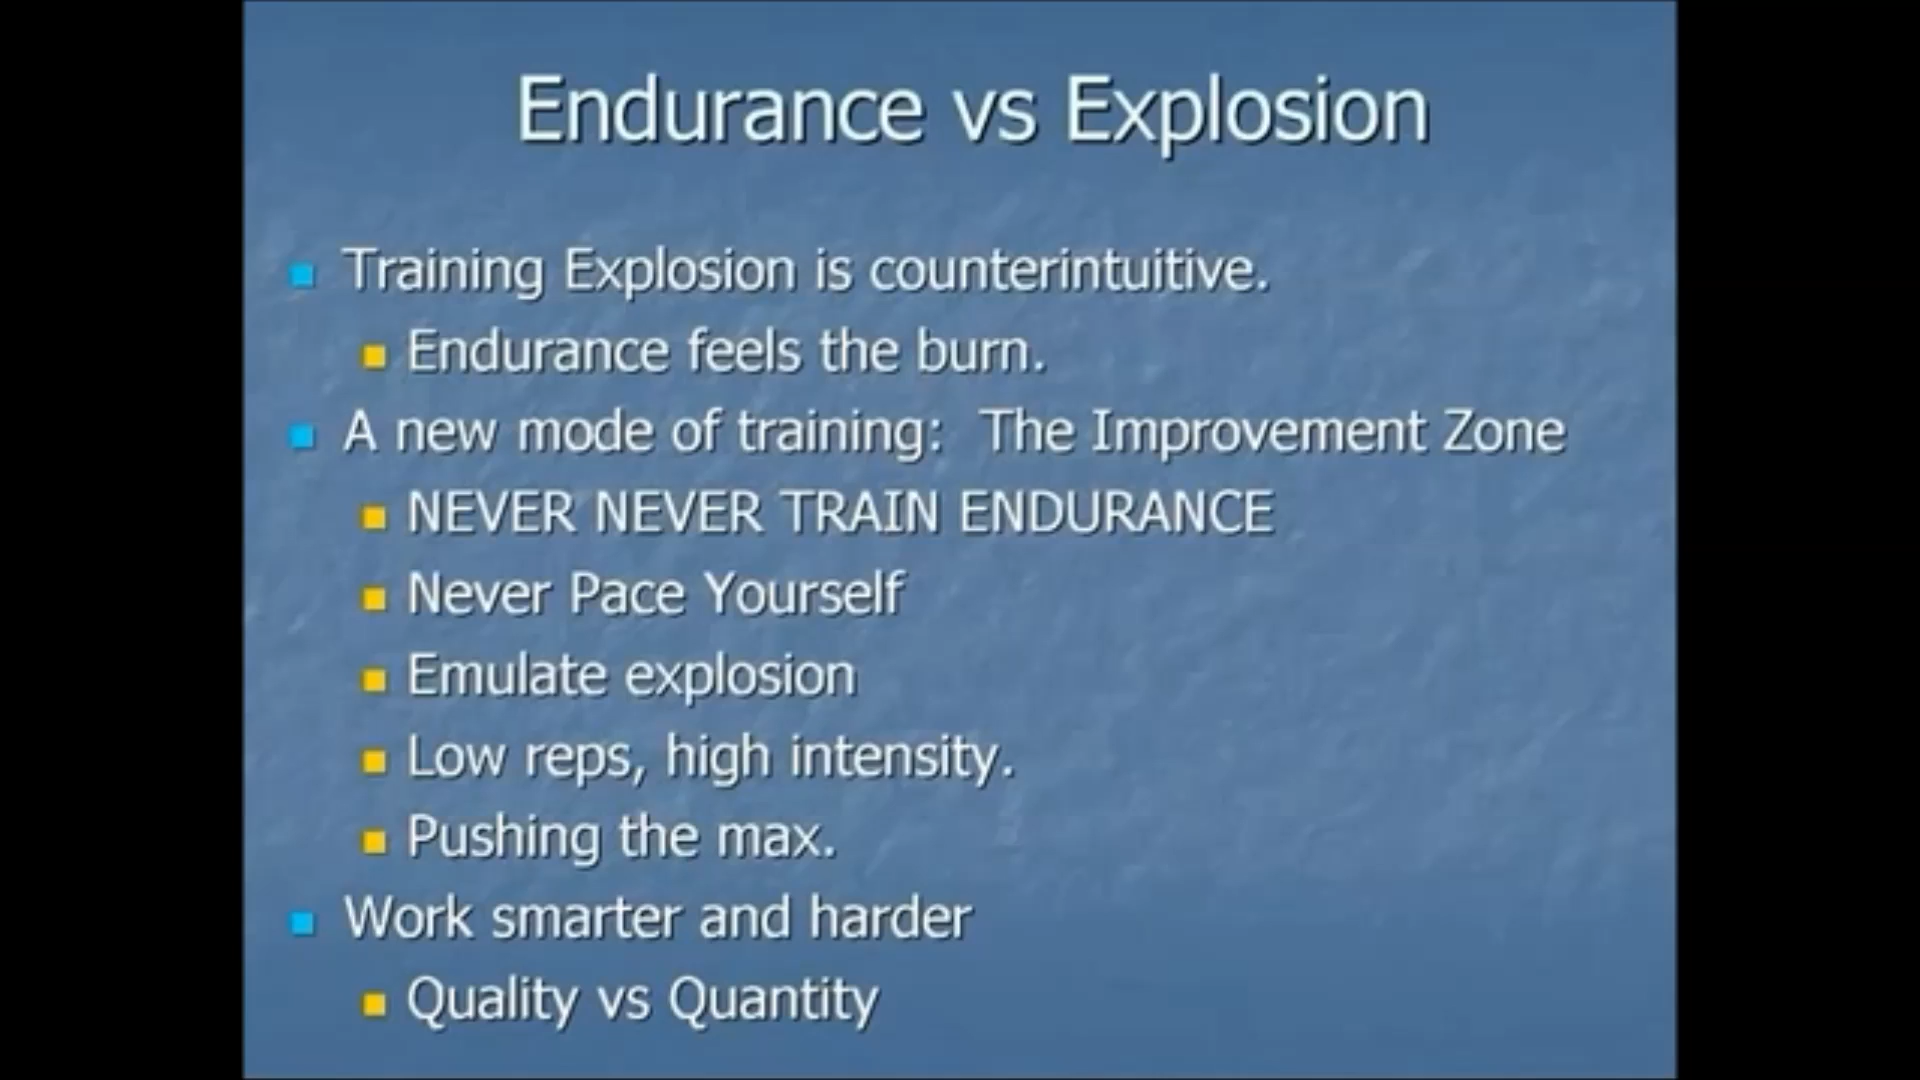 Endurance vs Explosion
Training Explosion is counterintuitive.
Endurance feels the burn.
A new mode of training:  The Improvement Zone
NEVER NEVER TRAIN ENDURANCE
Never Pace Yourself
Emulate explosion
Low reps, high intensity.
Pushing the max.
Work smarter and harder
Quality vs Quantity